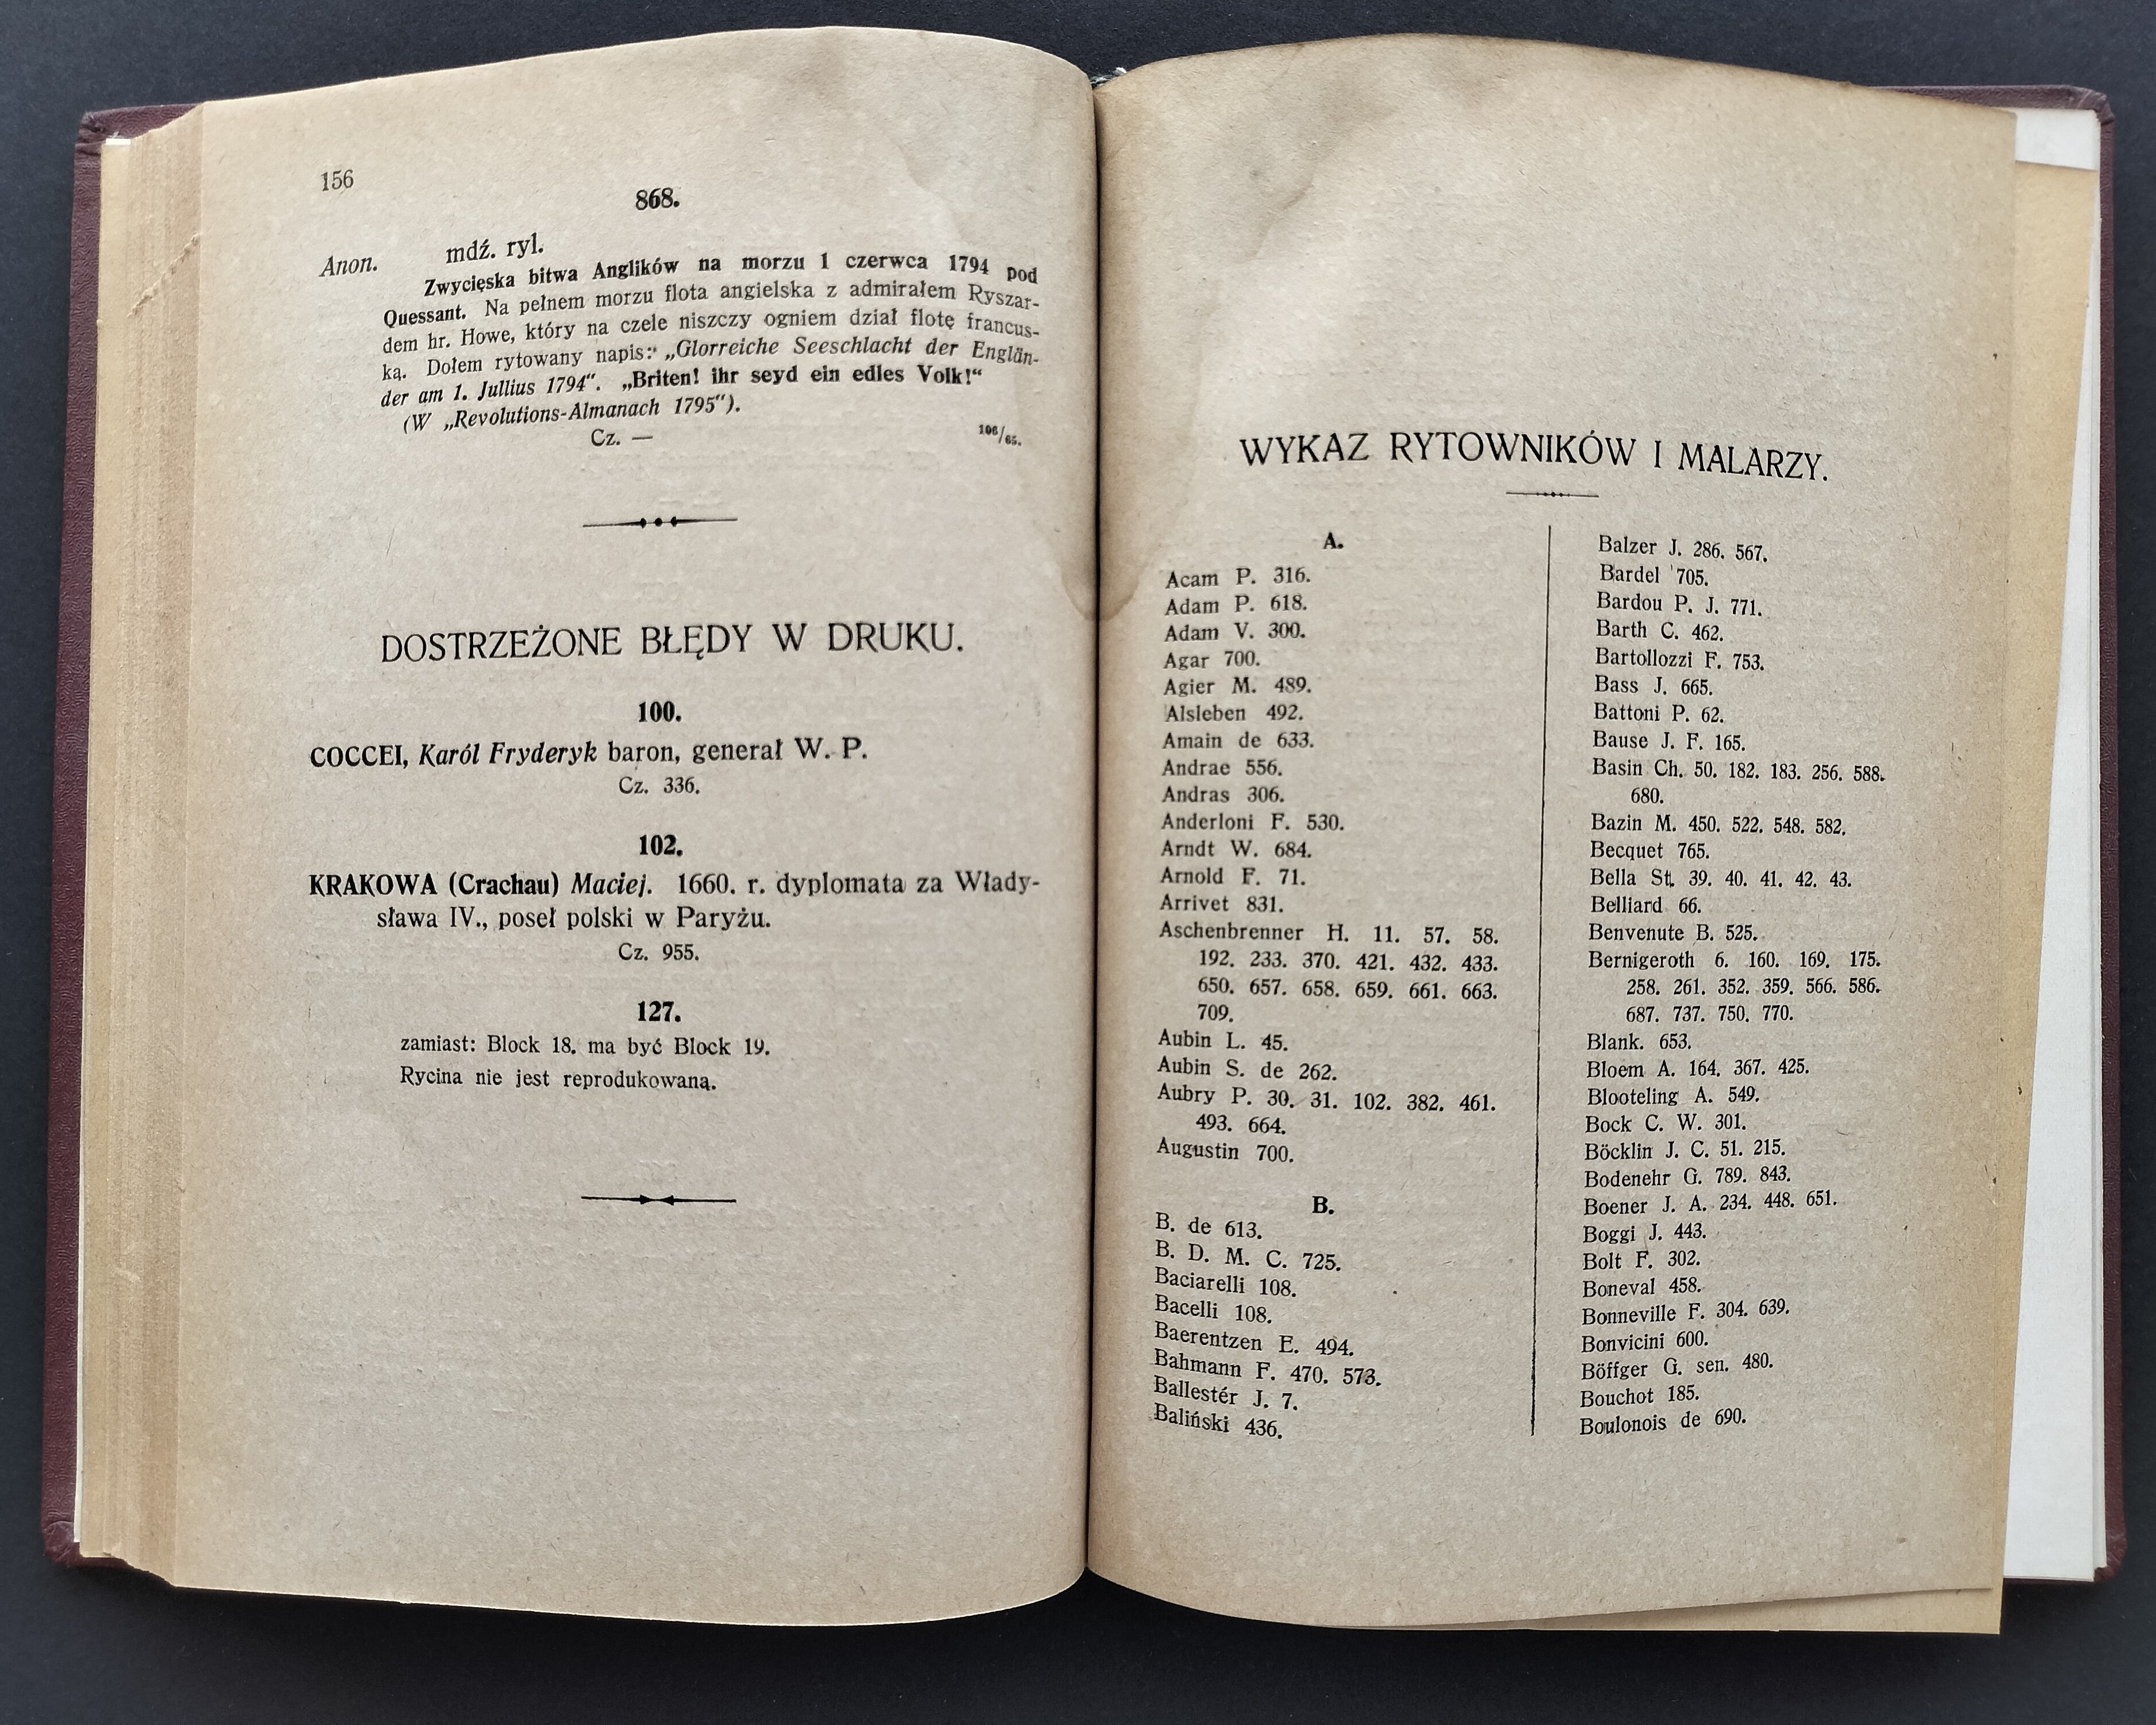 156
868.
Anon. mdź. ryl.
Zwycięska bitwa Anglików na morzu 1 czerwca 1794 pod
Quessant. Na pełnem morzu flota angielska z admirałem Ryszar-
dem hr. Howe, który na czele niszczy ogniem dział flotę francus-
ką. Dołem rytowany napis: „Glorreiche Seeschlacht der Englän-
der am 1. Jullius 1794". „Briten! ihr seyd ein edles Volk!"
(W „Revolutions-Almanach 1795").
Cz. — 106/65.
DOSTRZEŻONE BŁĘDY W DRUKU.
100.
COCCEI, Karól Fryderyk baron, generał W. P.
Cz. 336.
102.
KRAKOWA (Crachau) Maciej. 1660. r. dyplomata za Włady-
sława IV., poseł polski w Paryżu.
Cz. 955.
127.
zamiast: Block 18. ma być Block 19.
Rycina nie jest reprodukowaną.
WYKAZ RYTOWNIKÓW I MALARZY.
A.
Acam P. 316.
Adam P. 618.
Adam V. 300.
Agar 700.
Agier M. 489.
Alsleben 492.
Amain de 633.
Andrae 556.
Andras 306.
Anderloni F. 530.
Arndt W. 684.
Arnold F. 71.
Arrivet 831.
Aschenbrenner H. 11. 57. 58.
192. 233. 370. 421. 432. 433.
650. 657. 658. 659. 661. 663.
709.
Aubin L. 45.
Aubin S. de 262.
Aubry P. 30. 31. 102. 382. 461.
493. 664.
Augustin 700.
B.
B. de 613.
B. D. M. C. 725.
Baciarelli 108.
Bacelli 108.
Baerentzen E. 494.
Bahmann F. 470. 573.
Ballestér J. 7.
Baliński 436.
Balzer J. 286. 567.
Bardel 705.
Bardou P. J. 771.
Barth C. 462.
Bartollozzi F. 753.
Bass J. 665.
Battoni P. 62.
Bause J. F. 165.
Basin Ch. 50. 182. 183. 256. 588.
680.
Bazin M. 450. 522. 548. 582.
Becquet 765.
Bella St. 39. 40. 41. 42. 43.
Belliard 66.
Benvenute B. 525.
Bernigeroth 6. 160. 169. 175.
258. 261. 352. 359. 566. 586.
687. 737. 750. 770.
Blank. 653.
Bloem A. 164. 367. 425.
Blooteling A. 549.
Bock C. W. 301.
Böcklin J. C. 51. 215.
Bodenehr G. 789. 843.
Boener J. A. 234. 448. 651.
Boggi J. 443.
Bolt F. 302.
Boneval 458.
Bonneville F. 304. 639.
Bonvicini 600.
Böffger G. sen. 480.
Bouchot 185.
Boulonois de 690.